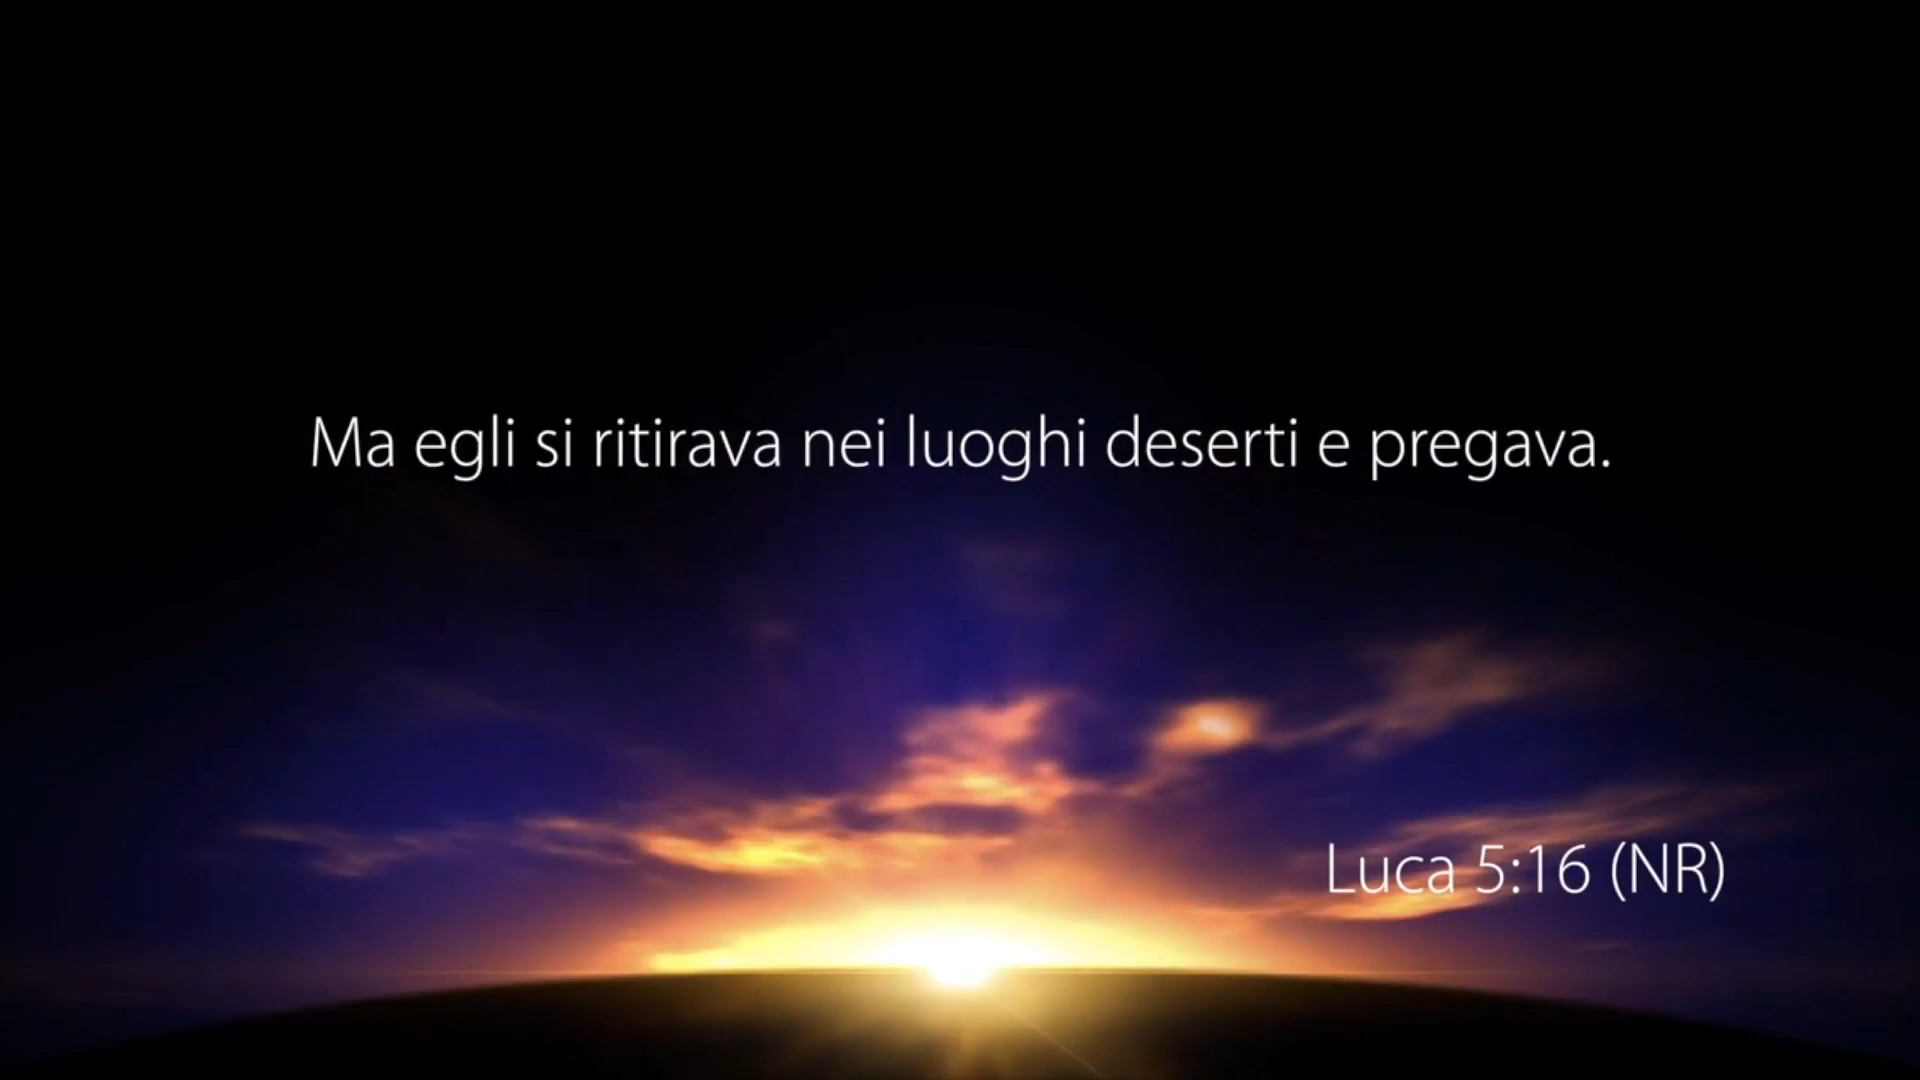 Ma egli si ritirava nei luoghi deserti e pregava.
Luca 5:16 (NR)